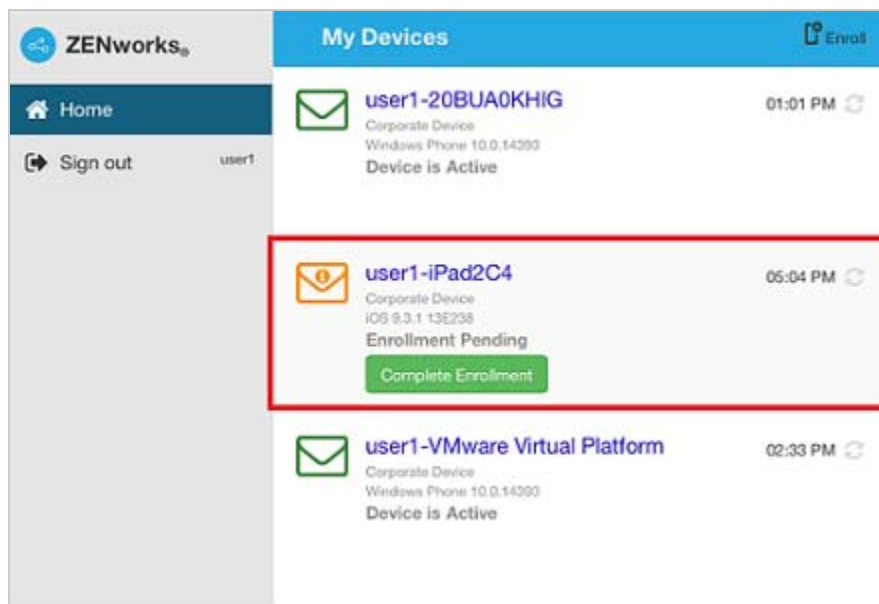 ZENworks®
Home
Sign out user1
My Devices
Enroll
user1-20BUA0KHIG 01:01 PM
Corporate Device
Windows Phone 10.0.14393
Device is Active
user1-iPad2C4 05:04 PM
Corporate Device
iOS 9.3.1 13E238
Enrollment Pending
Complete Enrollment
user1-VMware Virtual Platform 02:33 PM
Corporate Device
Windows Phone 10.0.14393
Device is Active